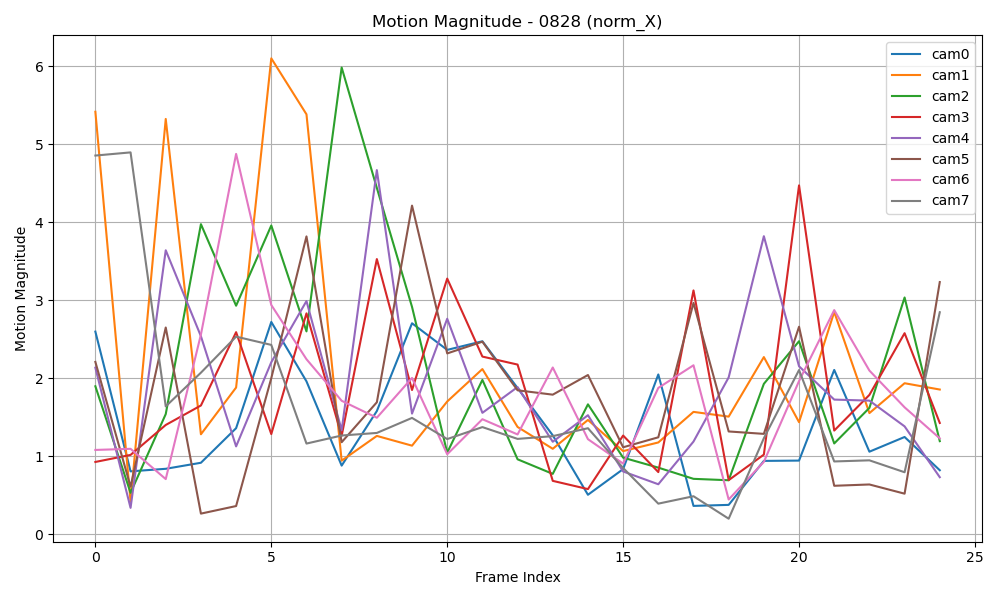 Motion Magnitude - 0828 (norm_X)
cam0
cam1
cam2
cam3
cam4
cam5
cam6
cam7
Motion Magnitude
6
5
4
3
2
1
0
0 5 10 15 20 25
Frame Index